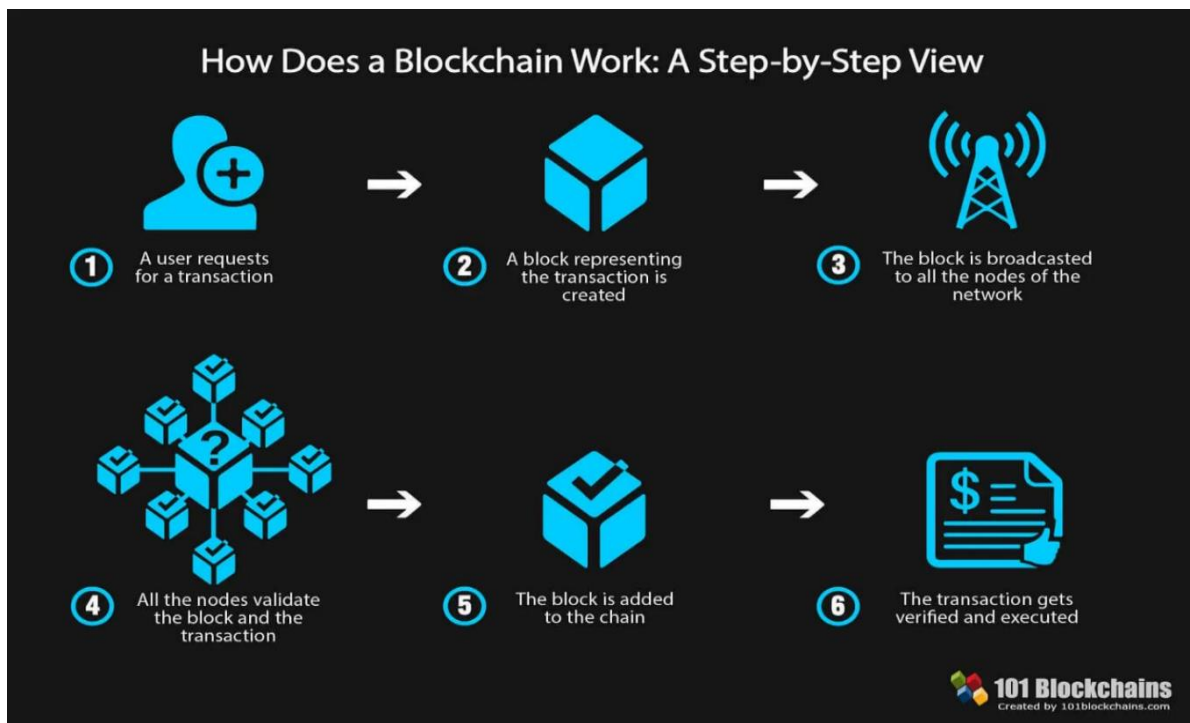 How Does a Blockchain Work: A Step-by-Step View
1
A user requests
for a transaction
2
A block representing
the transaction is
created
3
The block is broadcasted
to all the nodes of the
network
?
4
All the nodes validate
the block and the
transaction
5
The block is added
to the chain
$
6
The transaction gets
verified and executed
101 Blockchains
Created by 101blockchains.com